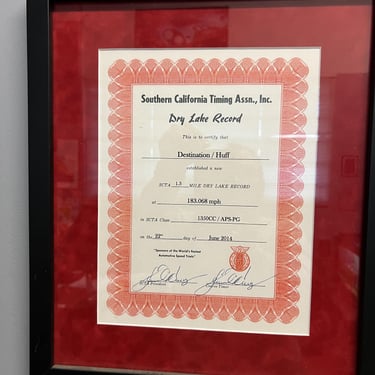 Southern California Timing Assn., Inc.
Dry Lake Record
This is to certify that
Destination / Huff
established a new
SCTA 1.3 MILE DRY LAKE RECORD
at 183.068 mph
in SCTA Class 1350CC / APS-PG
on the 22nd day of June 2014
"Sponsors of the World's Fastest
Automotive Speed Trials"
President Timer